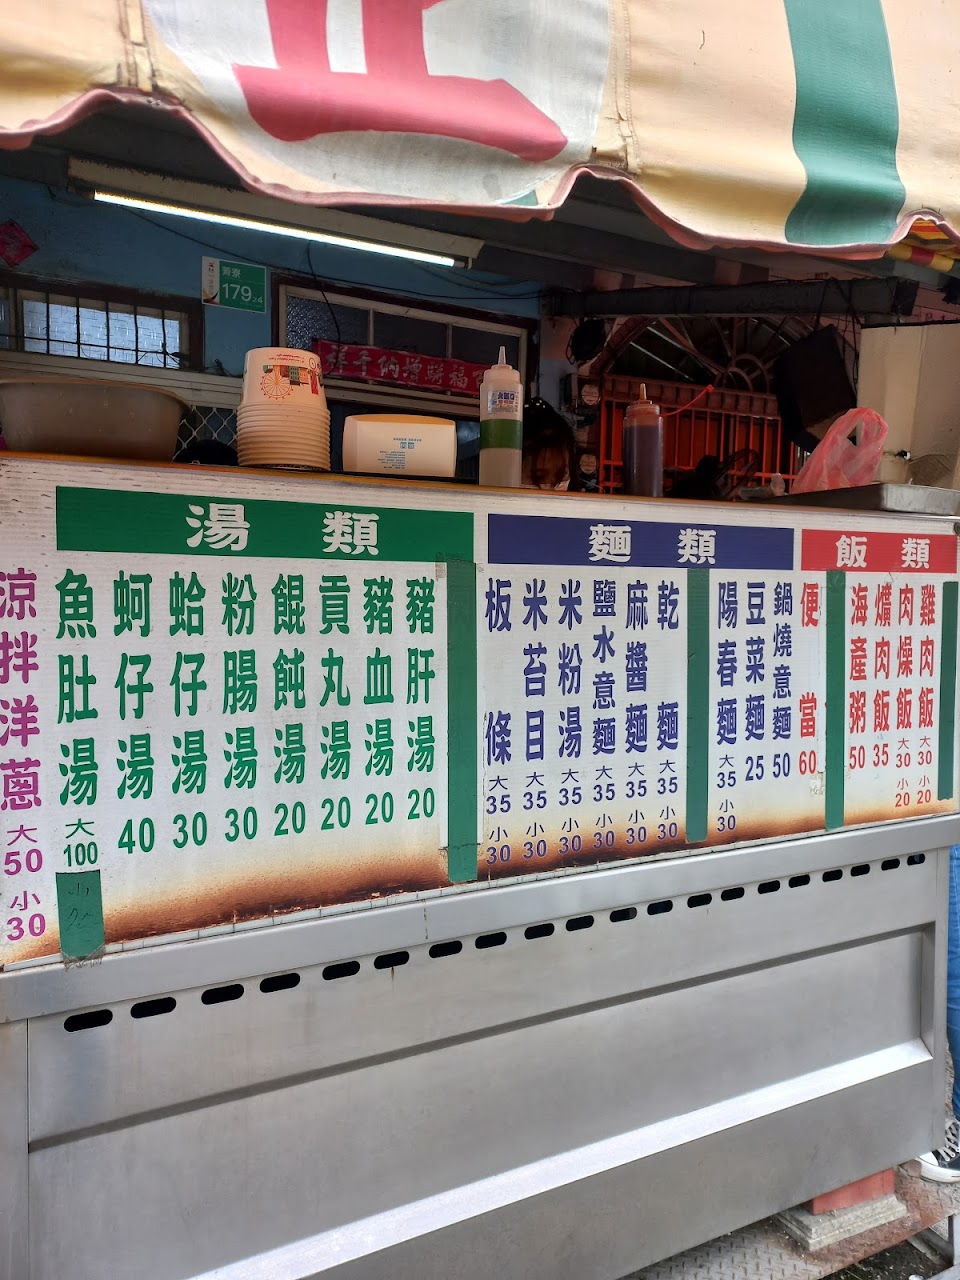 正
179
湯類
麵類
飯類
雞肉飯 大30 小20
肉燥飯 大30 小20
爌肉飯 35
海產粥 50
便當 60
鍋燒意麵 50
豆菜麵 25
陽春麵 大35 小30
乾麵 大35 小30
麻醬麵 大35 小30
鹽水意麵 大35 小30
米粉湯 大35 小30
米苔目 大35 小30
板條 大35 小30
豬肝湯 20
豬血湯 20
貢丸湯 20
餛飩湯 20
粉腸湯 30
蛤仔湯 30
蚵仔湯 40
魚肚湯 大100
涼拌洋蔥 大50 小30